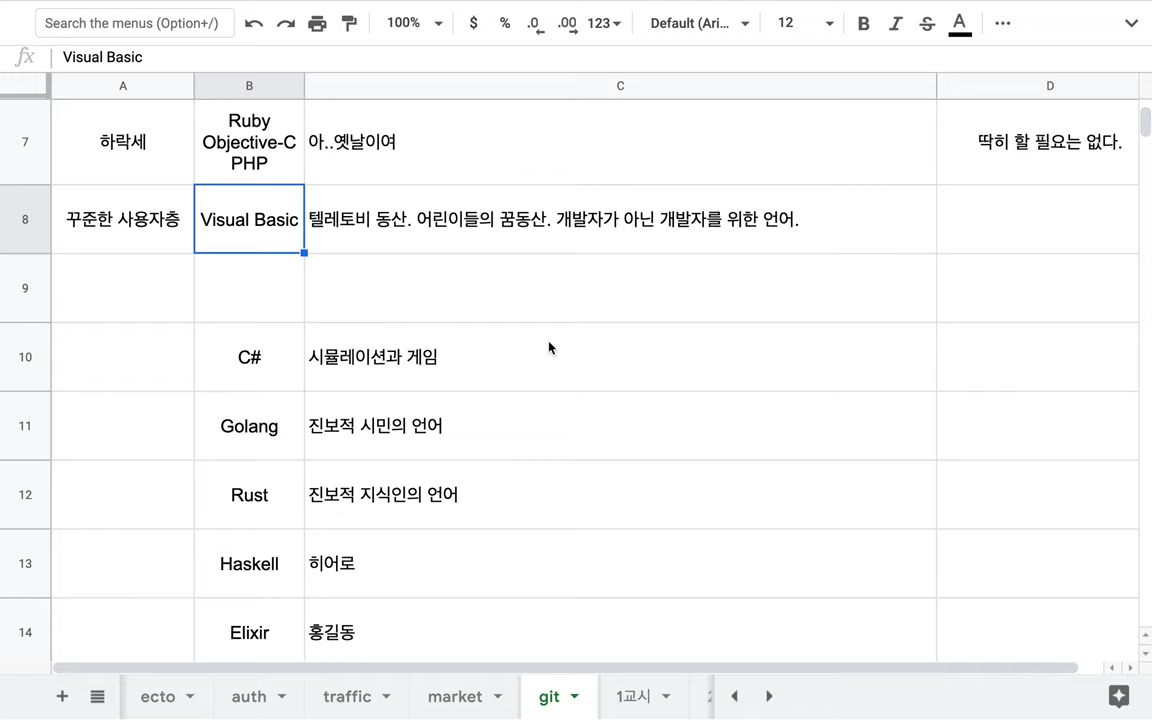 Search the menus (Option+/)
100%
$
%
.0
.00
123
Default (Ari...
12
B
I
S
A
fx
Visual Basic
A
B
C
D
7
하락세
Ruby
Objective-C
PHP
아..옛날이여
딱히 할 필요는 없다.
8
꾸준한 사용자층
Visual Basic
텔레토비 동산. 어린이들의 꿈동산. 개발자가 아닌 개발자를 위한 언어.
9
10
C#
시뮬레이션과 게임
11
Golang
진보적 시민의 언어
12
Rust
진보적 지식인의 언어
13
Haskell
히어로
14
Elixir
홍길동
ecto
auth
traffic
market
git
1교시